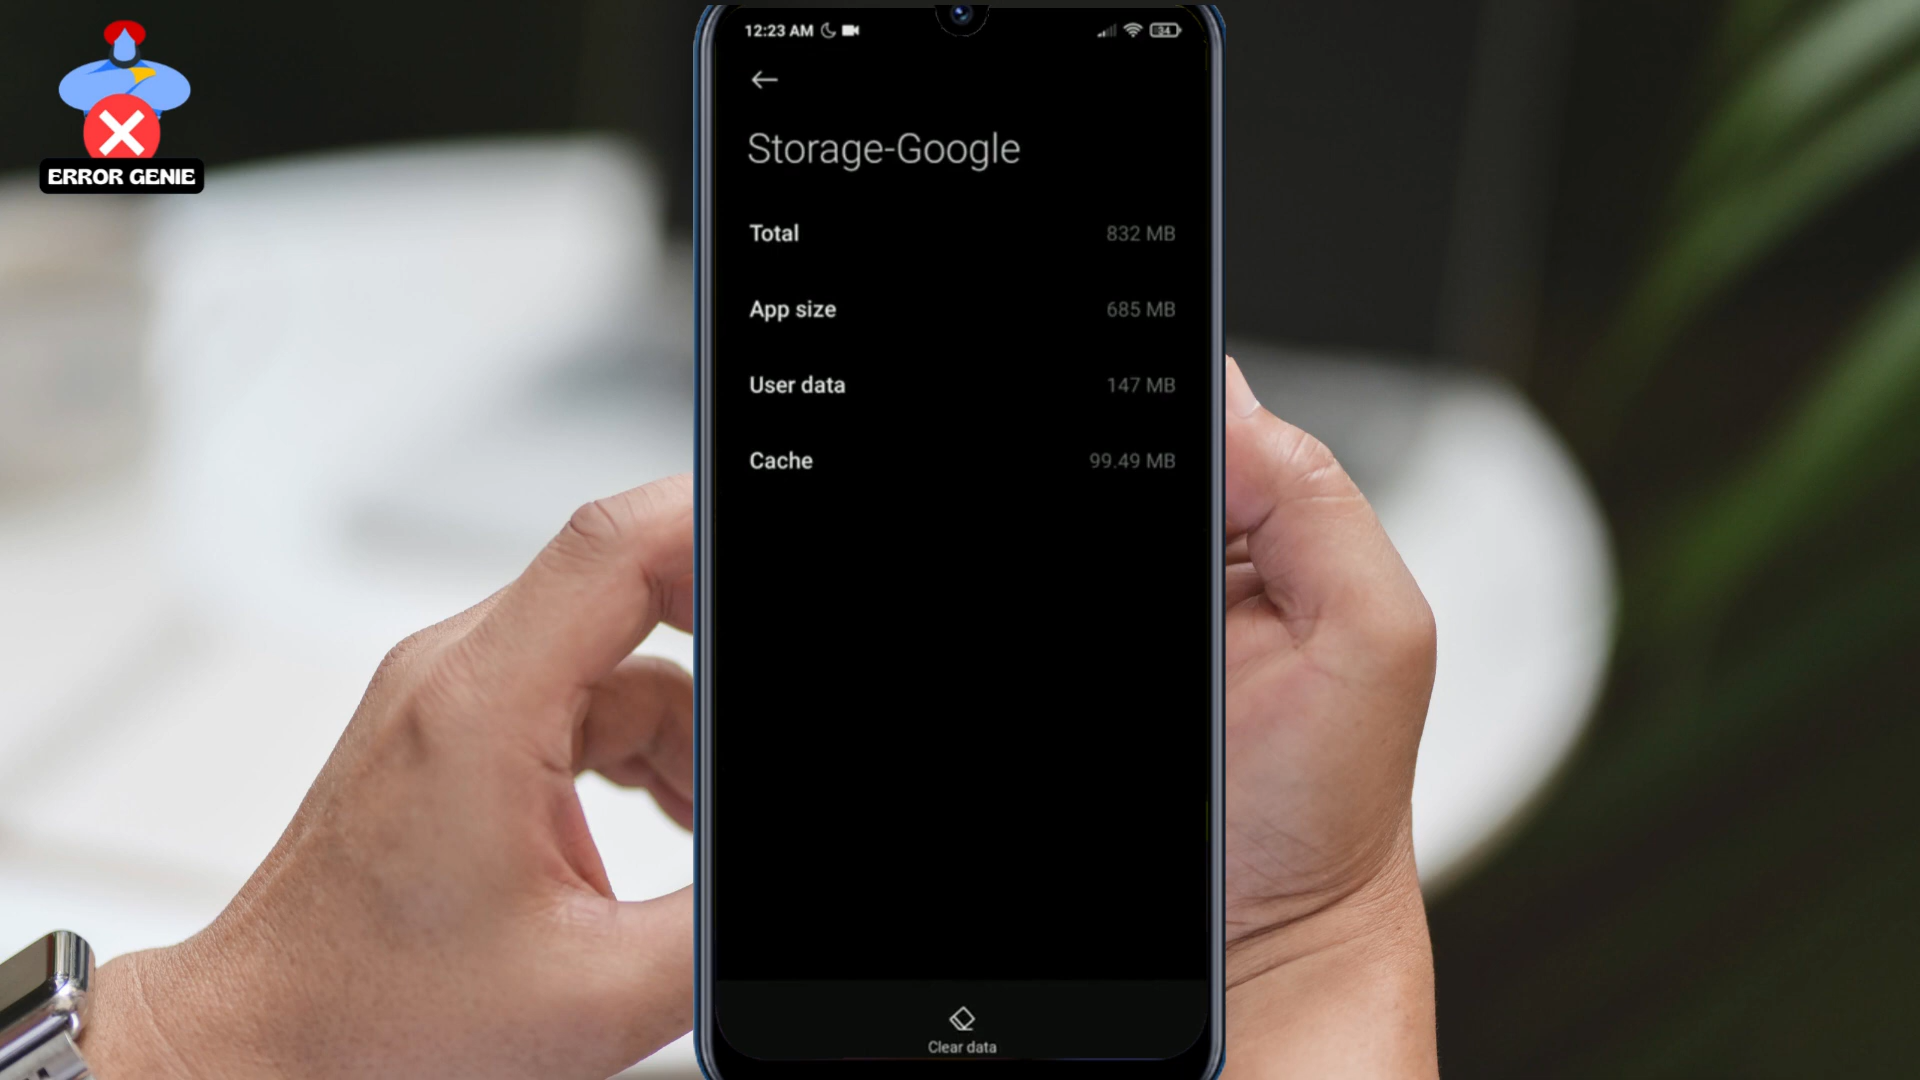 ERROR GENIE
12:23 AM
34
Storage-Google
Total 832 MB
App size 685 MB
User data 147 MB
Cache 99.49 MB
Clear data